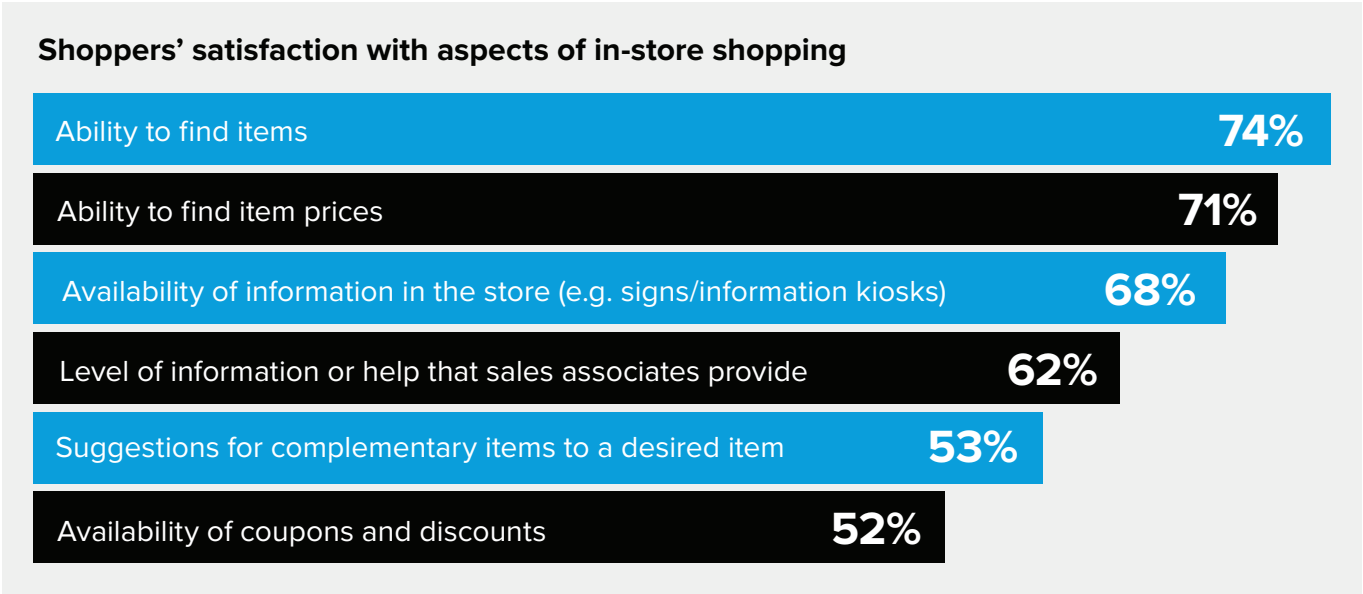 Shoppers’ satisfaction with aspects of in-store shopping
Ability to find items 74%
Ability to find item prices 71%
Availability of information in the store (e.g. signs/information kiosks) 68%
Level of information or help that sales associates provide 62%
Suggestions for complementary items to a desired item 53%
Availability of coupons and discounts 52%